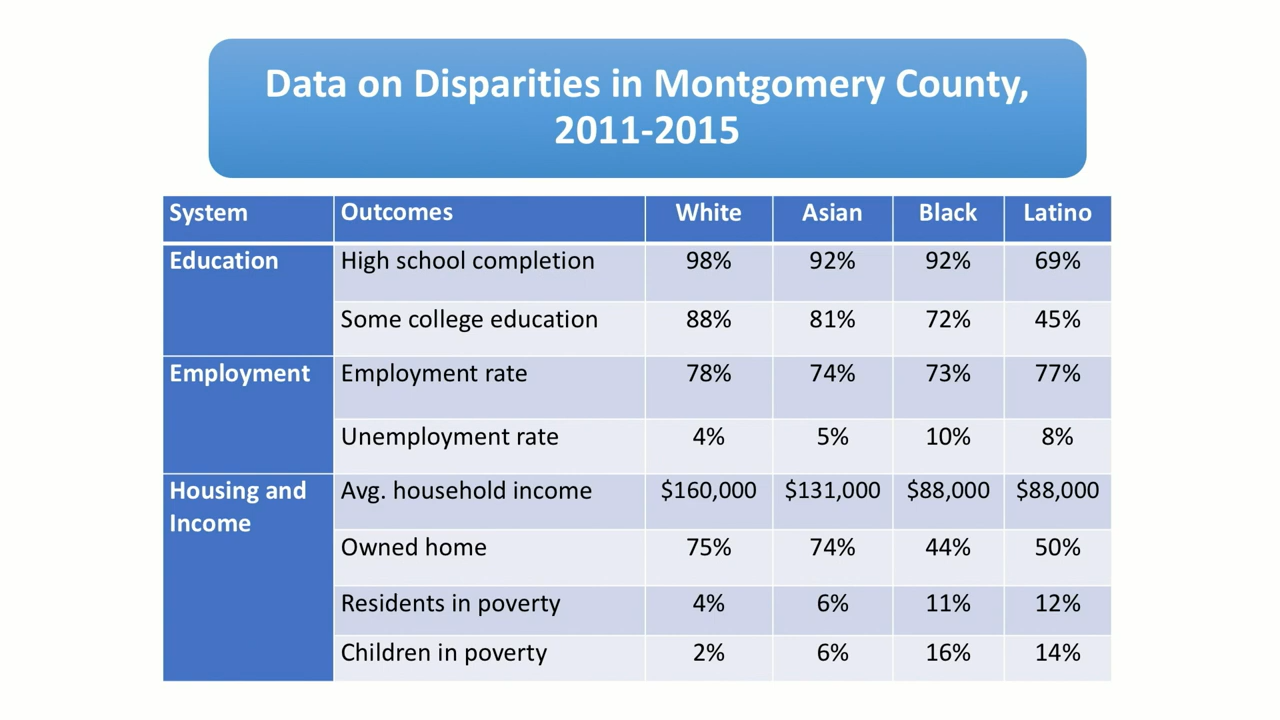 Data on Disparities in Montgomery County,
2011-2015
System Outcomes White Asian Black Latino
Education High school completion 98% 92% 92% 69%
Some college education 88% 81% 72% 45%
Employment Employment rate 78% 74% 73% 77%
Unemployment rate 4% 5% 10% 8%
Housing and Avg. household income $160,000 $131,000 $88,000 $88,000
Income
Owned home 75% 74% 44% 50%
Residents in poverty 4% 6% 11% 12%
Children in poverty 2% 6% 16% 14%